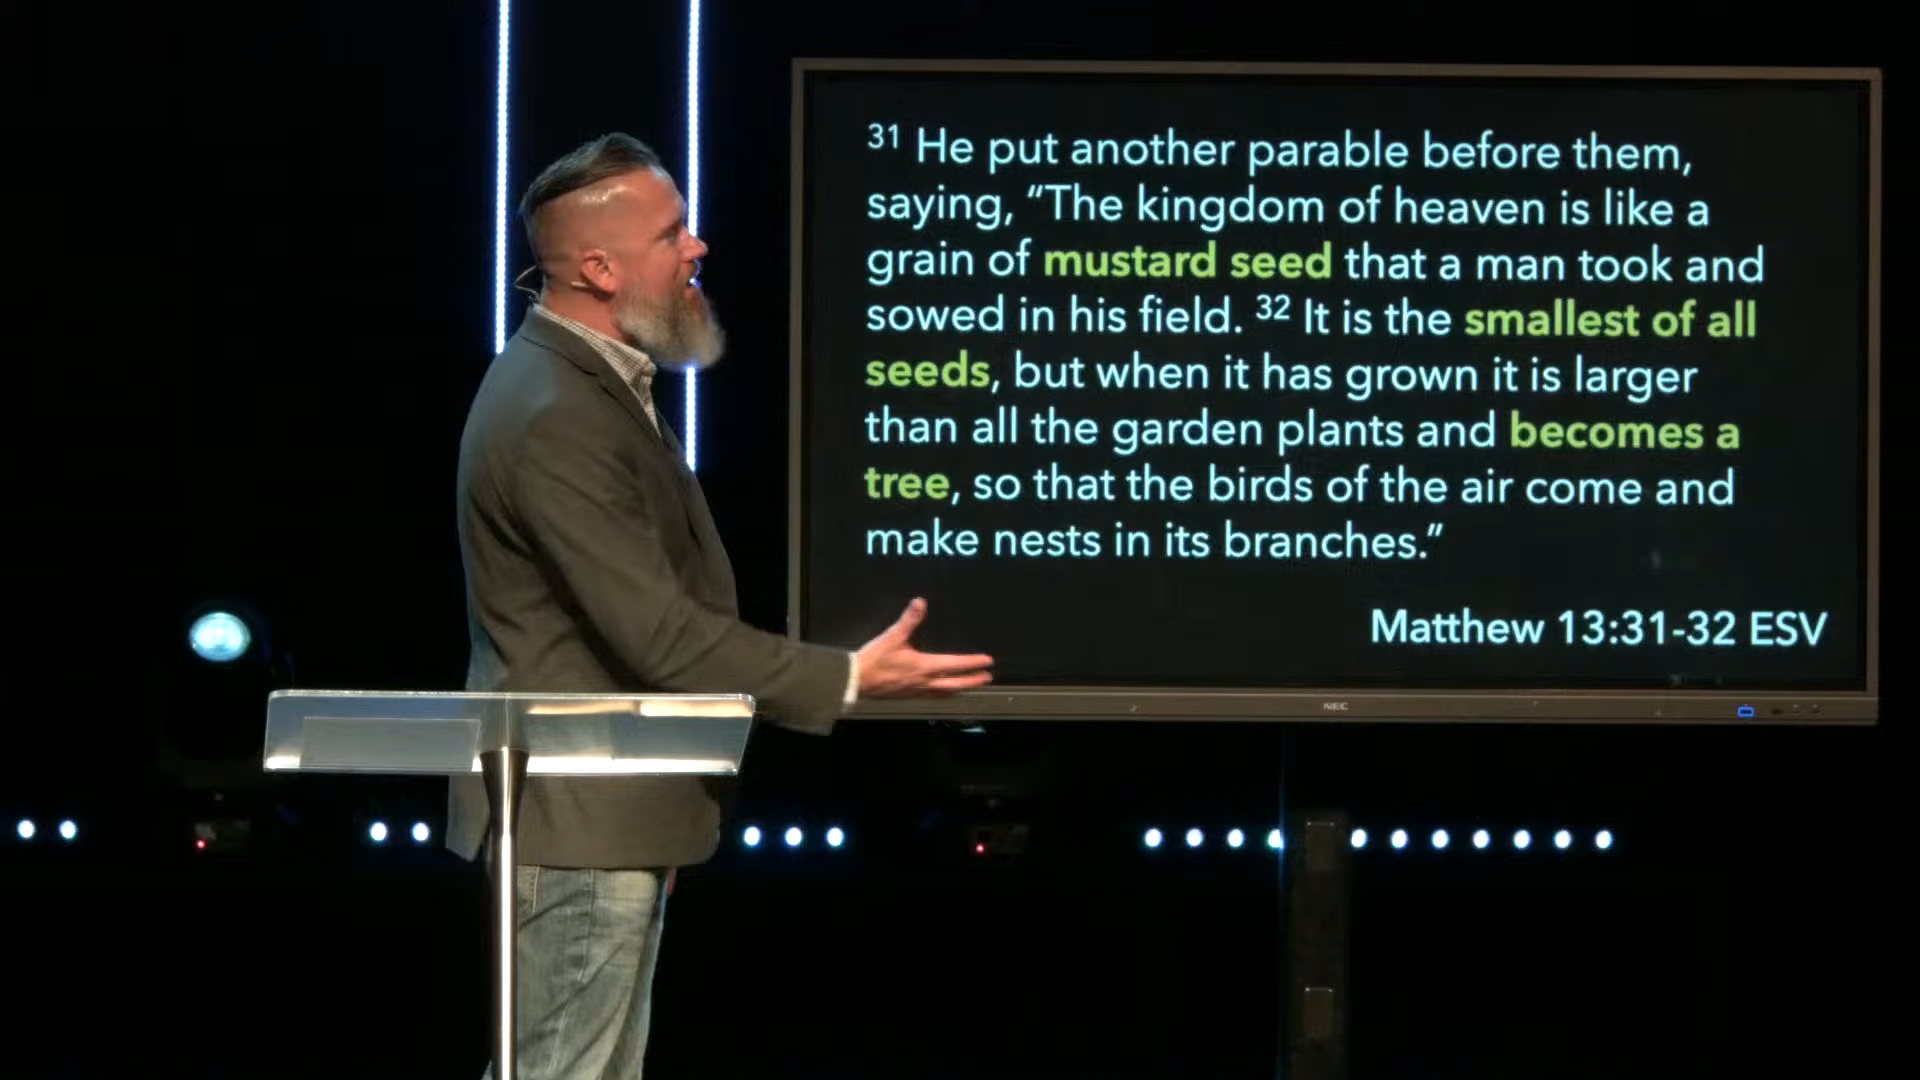 31 He put another parable before them,
saying, “The kingdom of heaven is like a
grain of mustard seed that a man took and
sowed in his field. 32 It is the smallest of all
seeds, but when it has grown it is larger
than all the garden plants and becomes a
tree, so that the birds of the air come and
make nests in its branches.”
Matthew 13:31-32 ESV
NEC